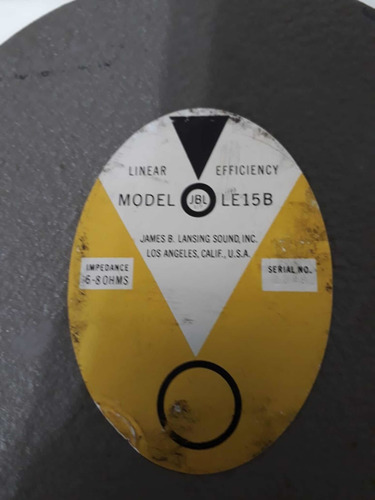 LINEAR EFFICIENCY
MODEL JBL LE15B
JAMES B. LANSING SOUND, INC.
LOS ANGELES, CALIF., U.S.A.
IMPEDANCE
6-8 OHMS
SERIAL NO.